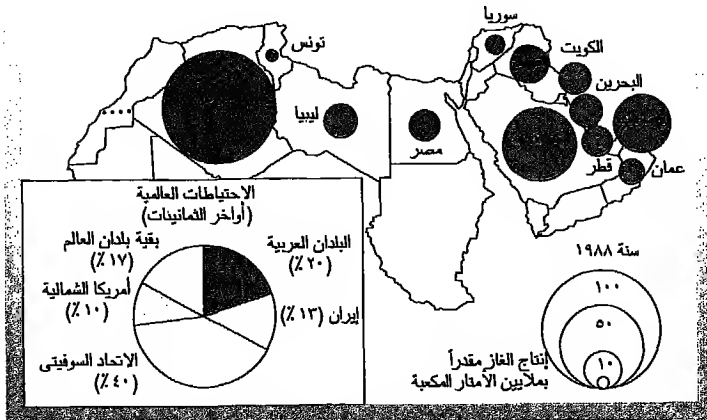 سوريا
تونس
الكويت
البحرين
ليبيا
مصر
قطر
عمان
الاحتياطات العالمية
(أواخر الثمانينات)
البلدان العربية
(٢٠ ٪)
بقية بلدان العالم
(١٧ ٪)
أمريكا الشمالية
(١٠ ٪)
إيران (١٣ ٪)
الاتحاد السوفيتى
(٤٠ ٪)
سنة ١٩٨٨
١٠٠
٥٠
١٠
إنتاج الغاز مقدراً
بملايين الأمتار المكعبة